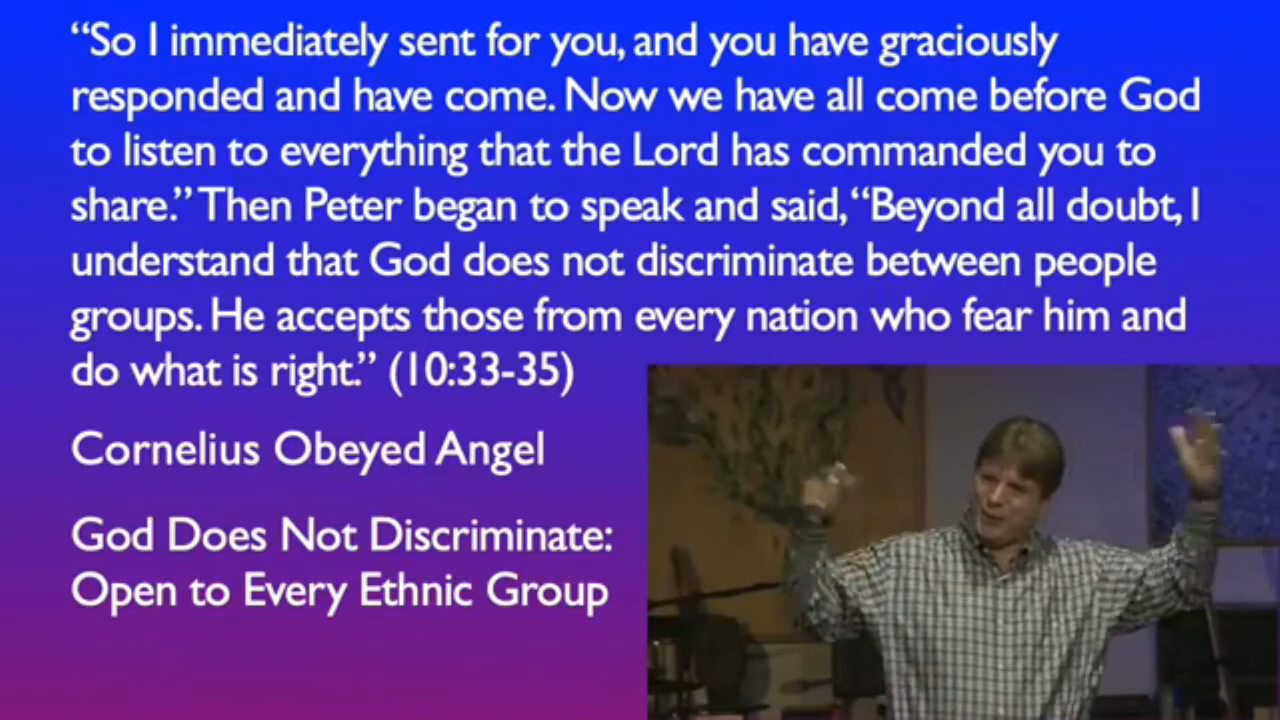 “So I immediately sent for you, and you have graciously
responded and have come. Now we have all come before God
to listen to everything that the Lord has commanded you to
share.” Then Peter began to speak and said, “Beyond all doubt, I
understand that God does not discriminate between people
groups. He accepts those from every nation who fear him and
do what is right.” (10:33-35)
Cornelius Obeyed Angel
God Does Not Discriminate:
Open to Every Ethnic Group